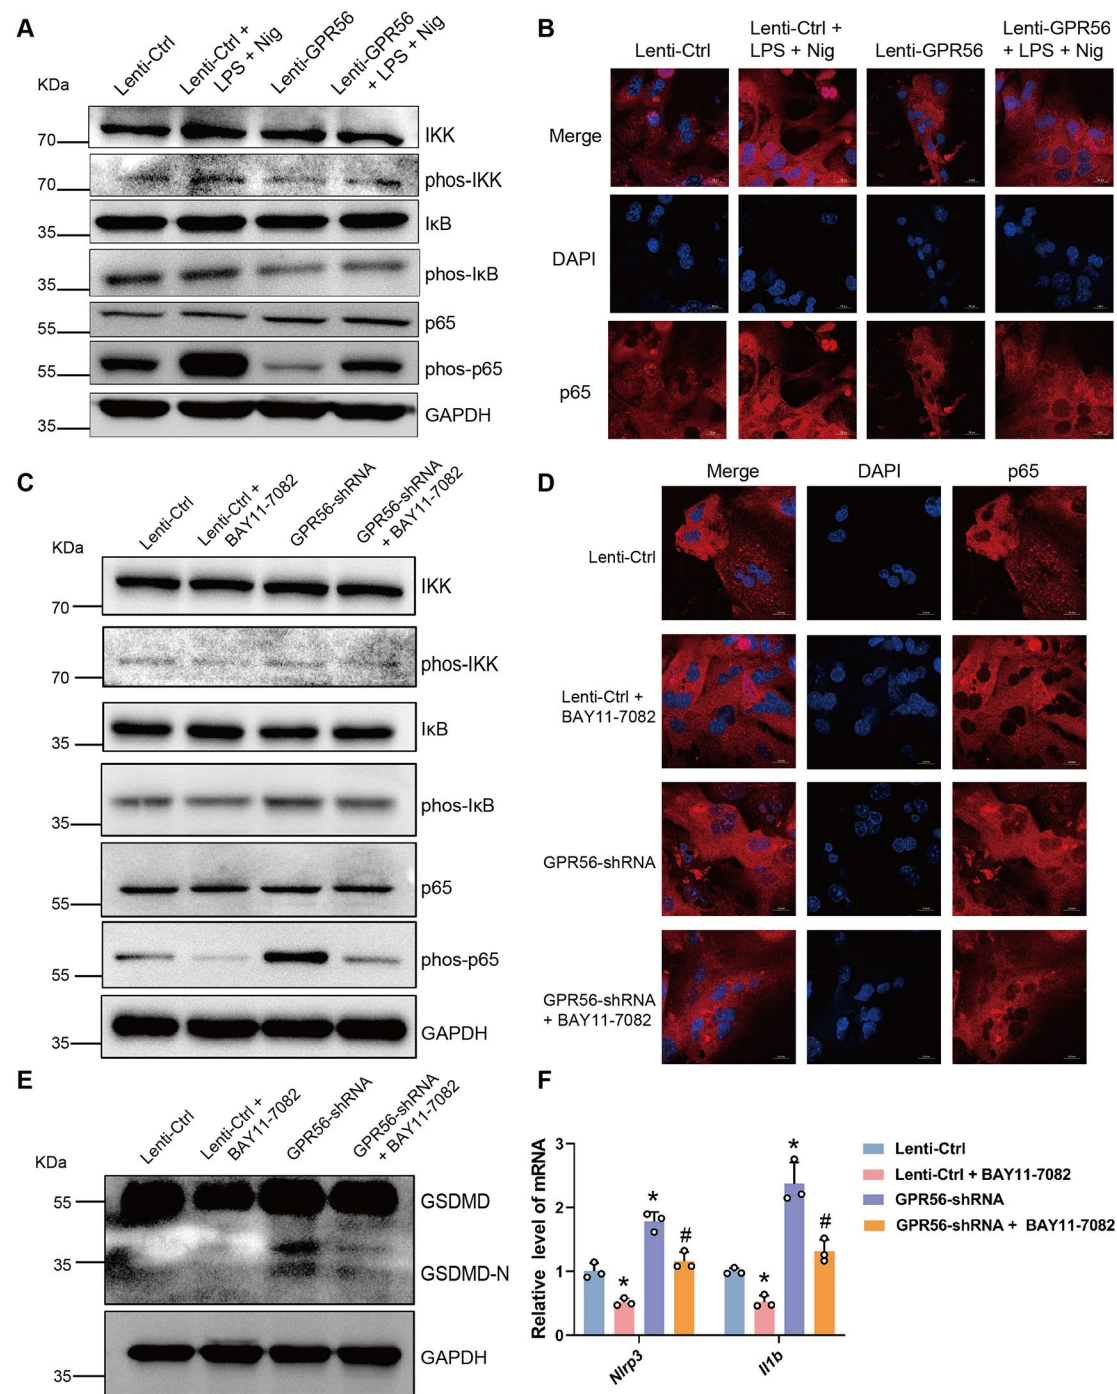 A
KDa
Lenti-Ctrl
Lenti-Ctrl +
LPS + Nig
Lenti-GPR56
Lenti-GPR56
+ LPS + Nig
70
IKK
70
phos-IKK
IκB
35
phos-IκB
35
p65
55
phos-p65
55
GAPDH
35
B
Lenti-Ctrl
Lenti-Ctrl +
LPS + Nig
Lenti-GPR56
Lenti-GPR56
+ LPS + Nig
Merge
DAPI
p65
C
KDa
Lenti-Ctrl
Lenti-Ctrl +
BAY11-7082
GPR56-shRNA
GPR56-shRNA
+ BAY11-7082
IKK
70
phos-IKK
70
IκB
35
phos-IκB
35
p65
55
phos-p65
55
GAPDH
35
D
Merge
DAPI
p65
Lenti-Ctrl
Lenti-Ctrl +
BAY11-7082
GPR56-shRNA
GPR56-shRNA
+ BAY11-7082
E
KDa
Lenti-Ctrl
Lenti-Ctrl +
BAY11-7082
GPR56-shRNA
GPR56-shRNA
+ BAY11-7082
55
GSDMD
35
GSDMD-N
GAPDH
35
F
Relative level of mRNA
3
2
1
0
*
*
#
*
*
#
Nlrp3
Il1b
Lenti-Ctrl
Lenti-Ctrl + BAY11-7082
GPR56-shRNA
GPR56-shRNA + BAY11-7082